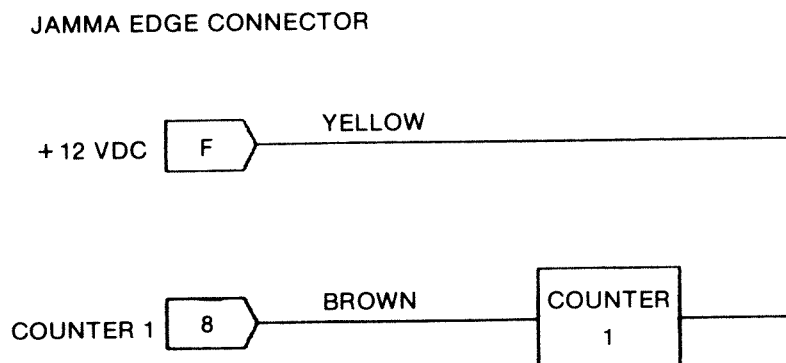 JAMMA EDGE CONNECTOR
+12 VDC F YELLOW
COUNTER 1 8 BROWN COUNTER
1